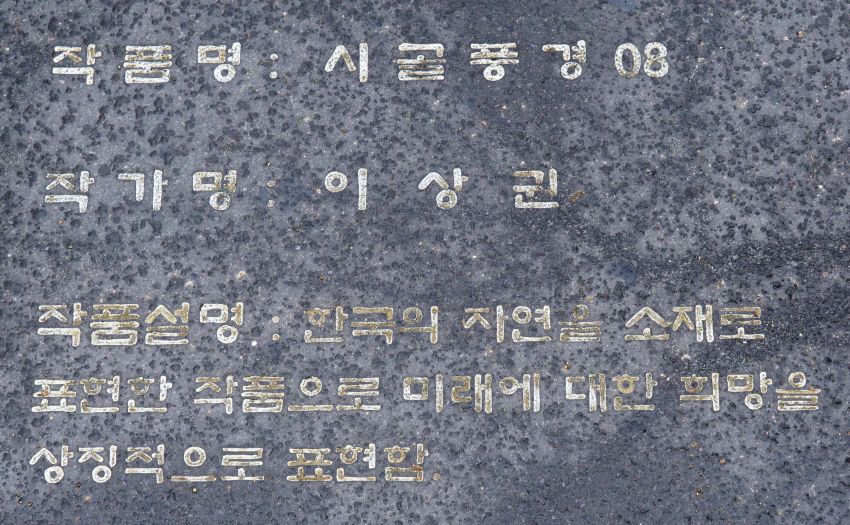 작품명 : 시골풍경 08
작가명 : 이상권
작품설명 : 한국의 자연을 소재로
표현한 작품으로 미래에 대한 희망을
상징적으로 표현함.